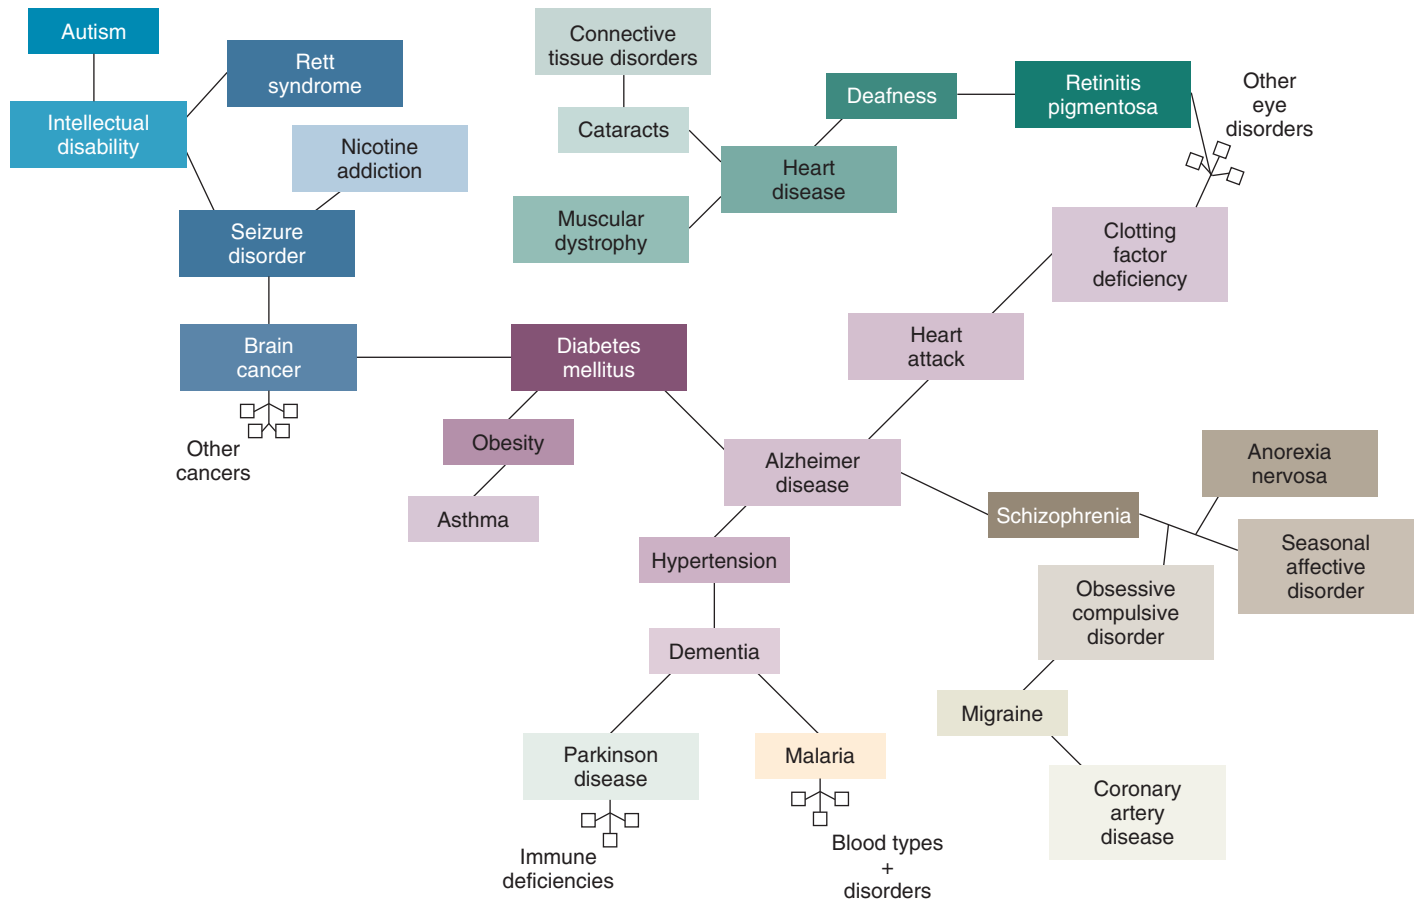 Autism
Intellectual
disability
Rett
syndrome
Nicotine
addiction
Seizure
disorder
Brain
cancer
Other
cancers
Connective
tissue disorders
Cataracts
Muscular
dystrophy
Heart
disease
Deafness
Retinitis
pigmentosa
Other
eye
disorders
Clotting
factor
deficiency
Heart
attack
Diabetes
mellitus
Obesity
Asthma
Alzheimer
disease
Hypertension
Dementia
Parkinson
disease
Immune
deficiencies
Malaria
Blood types
+
disorders
Schizophrenia
Anorexia
nervosa
Seasonal
affective
disorder
Obsessive
compulsive
disorder
Migraine
Coronary
artery
disease